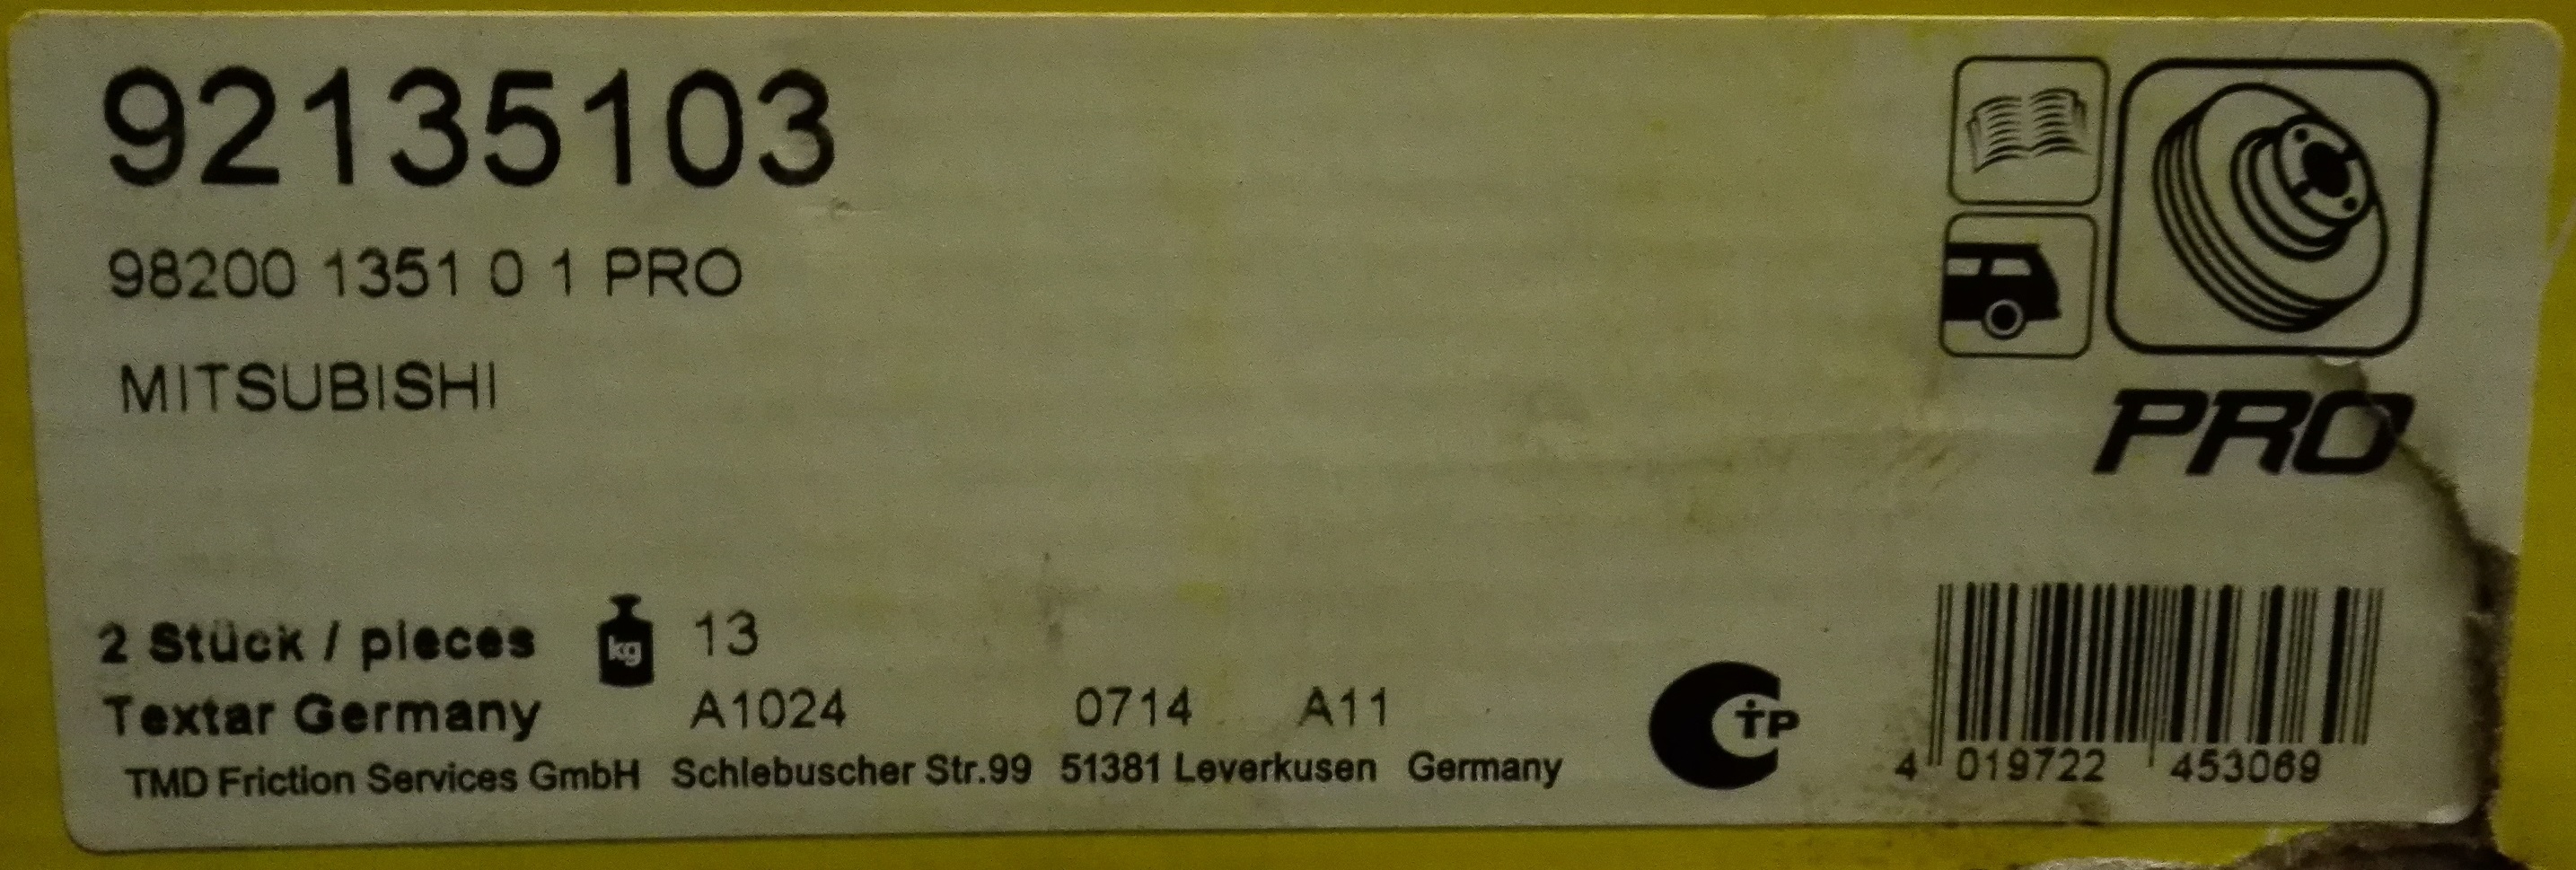 92135103
98200 1351 0 1 PRO
MITSUBISHI
PRO
2 Stück / pieces kg 13
Textar Germany A1024 0714 A11
TMD Friction Services GmbH Schlebuscher Str.99 51381 Leverkusen Germany
CTP
4 019722 453069